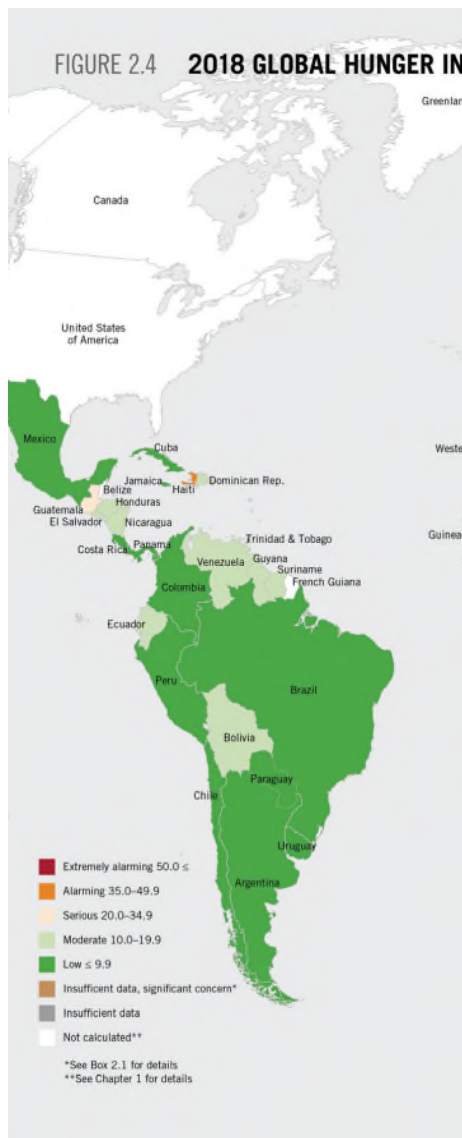 FIGURE 2.4 2018 GLOBAL HUNGER IN
Greenlan
Canada
United States
of America
Mexico
Cuba
Weste
Jamaica
Haiti
Dominican Rep.
Belize
Honduras
Guatemala
El Salvador
Nicaragua
Guinea
Costa Rica
Panama
Trinidad & Tobago
Venezuela
Guyana
Suriname
French Guiana
Colombia
Ecuador
Peru
Brazil
Bolivia
Paraguay
Chile
Uruguay
Argentina
Extremely alarming 50.0 ≤
Alarming 35.0–49.9
Serious 20.0–34.9
Moderate 10.0–19.9
Low ≤ 9.9
Insufficent data, significant concern*
Insufficient data
Not calculated**
*See Box 2.1 for details
**See Chapter 1 for details